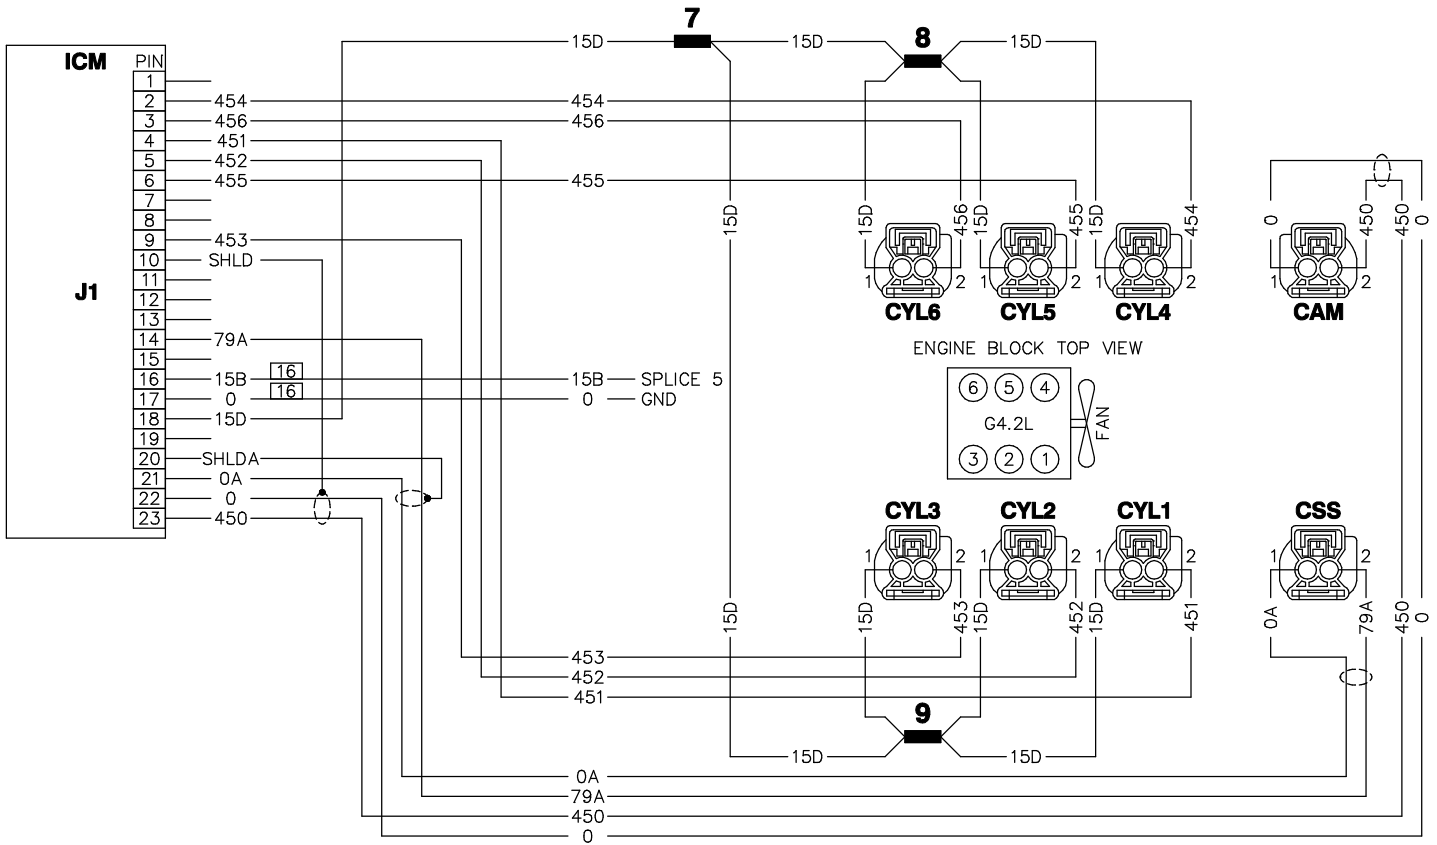 7
8
15D 15D 15D
ICM PIN
1
2 454 454
3 456 456
4 451
5 452
6 455 455
7
8
9 453
10 SHLD
11
12
13
14 79A
15
16 15B 16 15B SPLICE 5
17 0 16 0 GND
18 15D
19
20 SHLDA
21 0A
22 0
23 450
J1
15D 15D 456 15D 455 15D 454 0 450 450 0
1 2 1 2 1 2 1 2
CYL6 CYL5 CYL4 CAM
ENGINE BLOCK TOP VIEW
6 5 4
G4.2L
FAN
3 2 1
CYL3 CYL2 CYL1 CSS
1 2 1 2 1 2 1 2
15D 15D 453 15D 452 15D 451 0A 79A 450 0
453
452
451
9
15D 15D
0A
79A
450
0